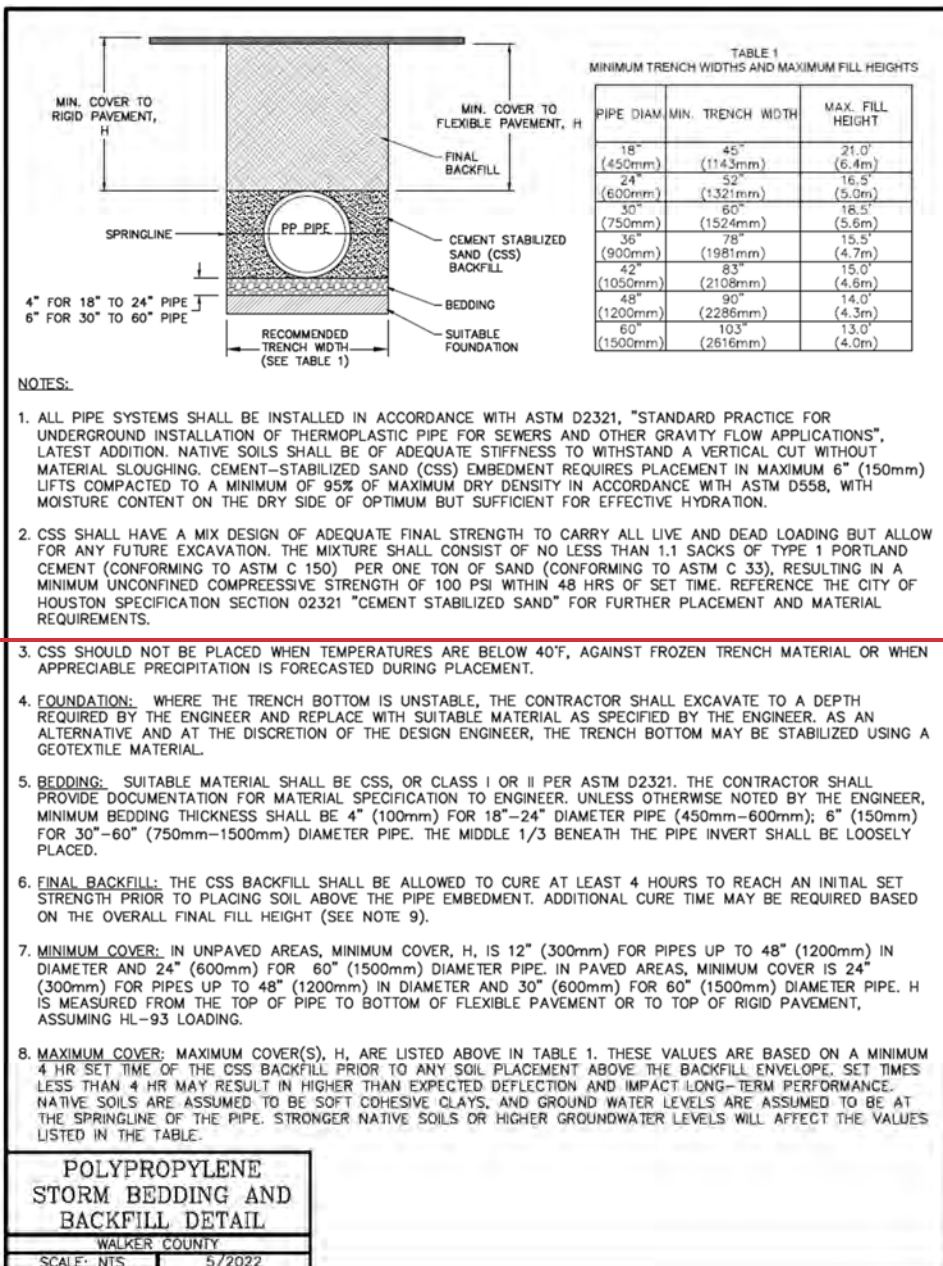 MIN. COVER TO
RIGID PAVEMENT,
H
MIN. COVER TO
FLEXIBLE PAVEMENT, H
FINAL
BACKFILL
SPRINGLINE
PP PIPE
CEMENT STABILIZED
SAND (CSS)
BACKFILL
4" FOR 18" TO 24" PIPE
6" FOR 30" TO 60" PIPE
BEDDING
RECOMMENDED
TRENCH WIDTH
(SEE TABLE 1)
SUITABLE
FOUNDATION
TABLE 1
MINIMUM TRENCH WIDTHS AND MAXIMUM FILL HEIGHTS
PIPE DIAM. MIN. TRENCH WIDTH MAX. FILL
HEIGHT
18" 45" 21.0'
(450mm) (1143mm) (6.4m)
24" 52" 16.5'
(600mm) (1321mm) (5.0m)
30" 60" 18.5'
(750mm) (1524mm) (5.6m)
36" 78" 15.5'
(900mm) (1981mm) (4.7m)
42" 83" 15.0'
(1050mm) (2108mm) (4.6m)
48" 90" 14.0'
(1200mm) (2286mm) (4.3m)
60" 103" 13.0'
(1500mm) (2616mm) (4.0m)
NOTES:
1. ALL PIPE SYSTEMS SHALL BE INSTALLED IN ACCORDANCE WITH ASTM D2321, "STANDARD PRACTICE FOR
UNDERGROUND INSTALLATION OF THERMOPLASTIC PIPE FOR SEWERS AND OTHER GRAVITY FLOW APPLICATIONS",
LATEST ADDITION. NATIVE SOILS SHALL BE OF ADEQUATE STIFFNESS TO WITHSTAND A VERTICAL CUT WITHOUT
MATERIAL SLOUGHING. CEMENT-STABILIZED SAND (CSS) EMBEDMENT REQUIRES PLACEMENT IN MAXIMUM 6" (150mm)
LIFTS COMPACTED TO A MINIMUM OF 95% OF MAXIMUM DRY DENSITY IN ACCORDANCE WITH ASTM D558, WITH
MOISTURE CONTENT ON THE DRY SIDE OF OPTIMUM BUT SUFFICIENT FOR EFFECTIVE HYDRATION.
2. CSS SHALL HAVE A MIX DESIGN OF ADEQUATE FINAL STRENGTH TO CARRY ALL LIVE AND DEAD LOADING BUT ALLOW
FOR ANY FUTURE EXCAVATION. THE MIXTURE SHALL CONSIST OF NO LESS THAN 1.1 SACKS OF TYPE 1 PORTLAND
CEMENT (CONFORMING TO ASTM C 150) PER ONE TON OF SAND (CONFORMING TO ASTM C 33), RESULTING IN A
MINIMUM UNCONFINED COMPREESSIVE STRENGTH OF 100 PSI WITHIN 48 HRS OF SET TIME. REFERENCE THE CITY OF
HOUSTON SPECIFICATION SECTION 02321 "CEMENT STABILIZED SAND" FOR FURTHER PLACEMENT AND MATERIAL
REQUIREMENTS.
3. CSS SHOULD NOT BE PLACED WHEN TEMPERATURES ARE BELOW 40°F, AGAINST FROZEN TRENCH MATERIAL OR WHEN
APPRECIABLE PRECIPITATION IS FORECASTED DURING PLACEMENT.
4. FOUNDATION: WHERE THE TRENCH BOTTOM IS UNSTABLE, THE CONTRACTOR SHALL EXCAVATE TO A DEPTH
REQUIRED BY THE ENGINEER AND REPLACE WITH SUITABLE MATERIAL AS SPECIFIED BY THE ENGINEER. AS AN
ALTERNATIVE AND AT THE DISCRETION OF THE DESIGN ENGINEER, THE TRENCH BOTTOM MAY BE STABILIZED USING A
GEOTEXTILE MATERIAL.
5. BEDDING: SUITABLE MATERIAL SHALL BE CSS, OR CLASS I OR II PER ASTM D2321. THE CONTRACTOR SHALL
PROVIDE DOCUMENTATION FOR MATERIAL SPECIFICATION TO ENGINEER. UNLESS OTHERWISE NOTED BY THE ENGINEER,
MINIMUM BEDDING THICKNESS SHALL BE 4" (100mm) FOR 18"-24" DIAMETER PIPE (450mm-600mm); 6" (150mm)
FOR 30"-60" (750mm-1500mm) DIAMETER PIPE. THE MIDDLE 1/3 BENEATH THE PIPE INVERT SHALL BE LOOSELY
PLACED.
6. FINAL BACKFILL: THE CSS BACKFILL SHALL BE ALLOWED TO CURE AT LEAST 4 HOURS TO REACH AN INITIAL SET
STRENGTH PRIOR TO PLACING SOIL ABOVE THE PIPE EMBEDMENT. ADDITIONAL CURE TIME MAY BE REQUIRED BASED
ON THE OVERALL FINAL FILL HEIGHT (SEE NOTE 9).
7. MINIMUM COVER: IN UNPAVED AREAS, MINIMUM COVER, H, IS 12" (300mm) FOR PIPES UP TO 48" (1200mm) IN
DIAMETER AND 24" (600mm) FOR 60" (1500mm) DIAMETER PIPE. IN PAVED AREAS, MINIMUM COVER IS 24"
(300mm) FOR PIPES UP TO 48" (1200mm) IN DIAMETER AND 30" (600mm) FOR 60" (1500mm) DIAMETER PIPE. H
IS MEASURED FROM THE TOP OF PIPE TO BOTTOM OF FLEXIBLE PAVEMENT OR TO TOP OF RIGID PAVEMENT,
ASSUMING HL-93 LOADING.
8. MAXIMUM COVER: MAXIMUM COVER(S), H, ARE LISTED ABOVE IN TABLE 1. THESE VALUES ARE BASED ON A MINIMUM
4 HR SET TIME OF THE CSS BACKFILL PRIOR TO ANY SOIL PLACEMENT ABOVE THE BACKFILL ENVELOPE. SET TIMES
LESS THAN 4 HR MAY RESULT IN HIGHER THAN EXPECTED DEFLECTION AND IMPACT LONG-TERM PERFORMANCE.
NATIVE SOILS ARE ASSUMED TO BE SOFT COHESIVE CLAYS, AND GROUND WATER LEVELS ARE ASSUMED TO BE AT
THE SPRINGLINE OF THE PIPE. STRONGER NATIVE SOILS OR HIGHER GROUNDWATER LEVELS WILL AFFECT THE VALUES
LISTED IN THE TABLE.
POLYPROPYLENE
STORM BEDDING AND
BACKFILL DETAIL
WALKER COUNTY
SCALE: NTS 5/2022